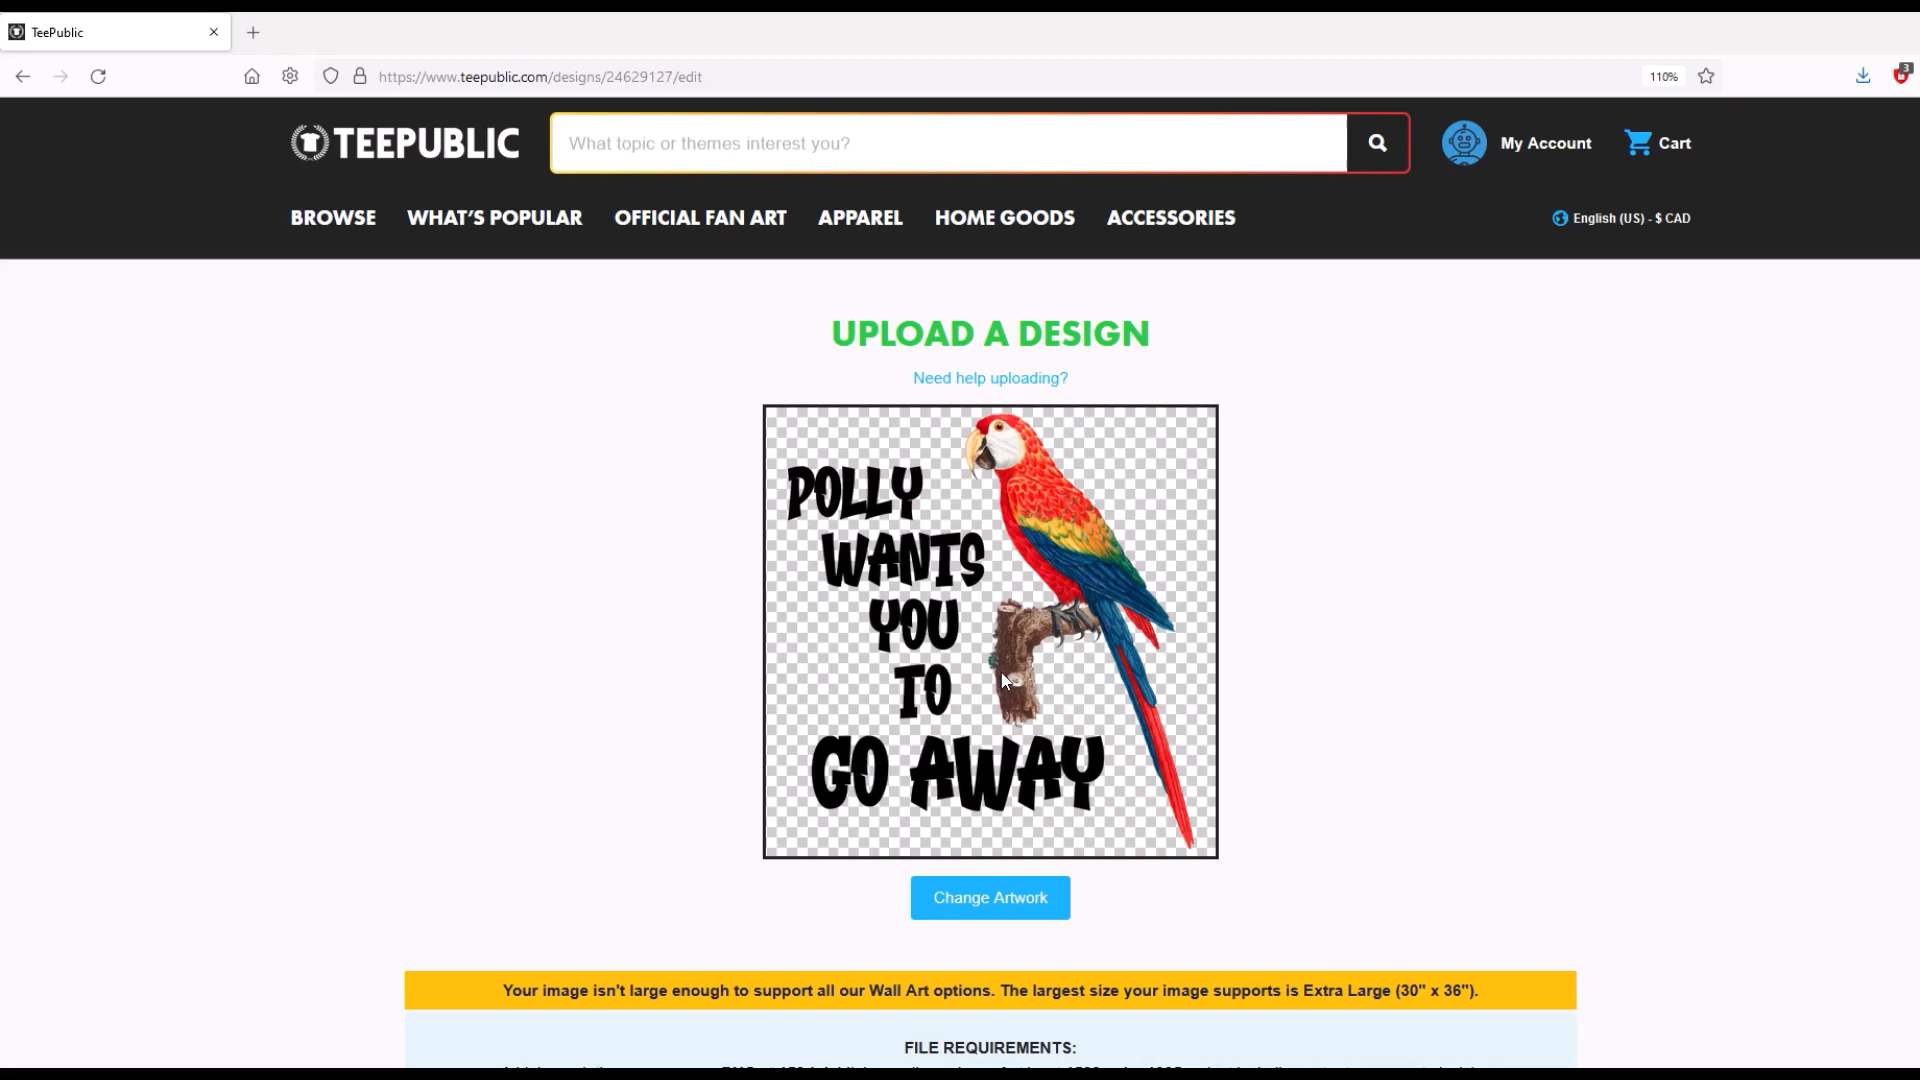 TeePublic
https://www.teepublic.com/designs/24629127/edit
110%
3
TEEPUBLIC
What topic or themes interest you?
My Account
Cart
BROWSE
WHAT'S POPULAR
OFFICIAL FAN ART
APPAREL
HOME GOODS
ACCESSORIES
English (US) - $ CAD
UPLOAD A DESIGN
Need help uploading?
POLLY
WANTS
YOU
TO
GO AWAY
Change Artwork
Your image isn't large enough to support all our Wall Art options. The largest size your image supports is Extra Large (30" x 36").
FILE REQUIREMENTS: